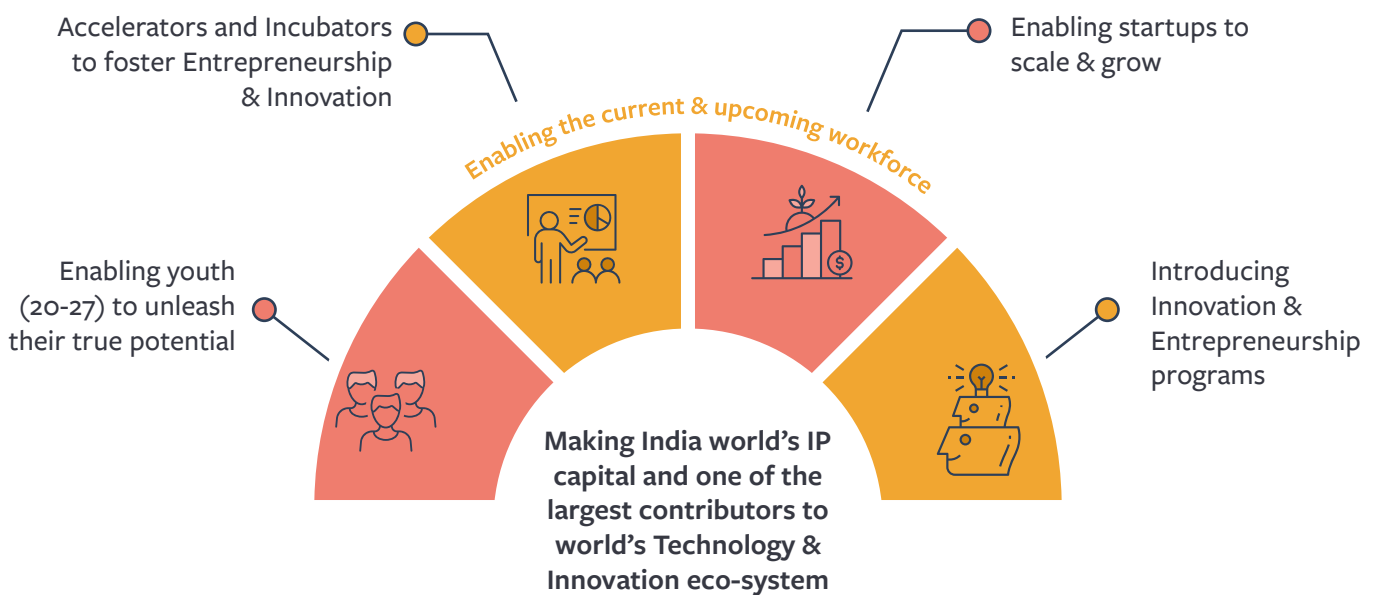 Accelerators and Incubators
to foster Entrepreneurship
& Innovation
Enabling startups to
scale & grow
Enabling the current & upcoming workforce
Enabling youth
(20-27) to unleash
their true potential
Introducing
Innovation &
Entrepreneurship
programs
$
Making India world's IP
capital and one of the
largest contributors to
world's Technology &
Innovation eco-system